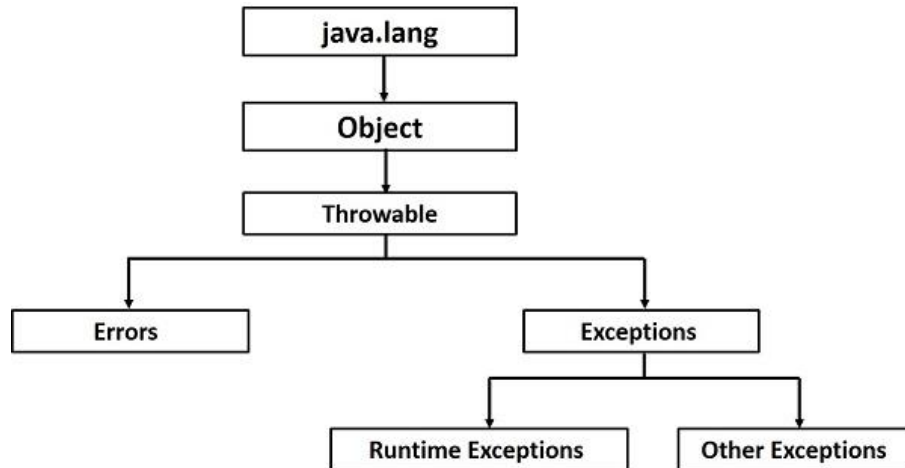 java.lang
Object
Throwable
Errors
Exceptions
Runtime Exceptions
Other Exceptions